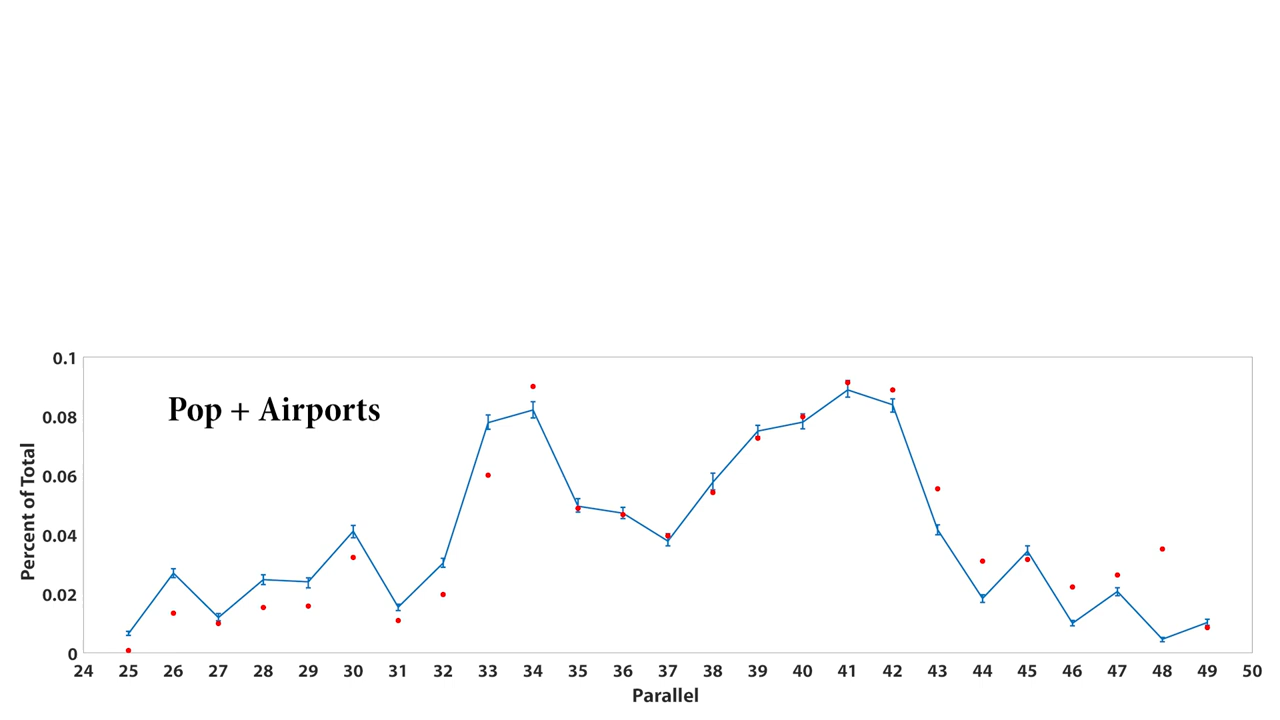 Pop + Airports
Percent of Total
0.1
0.08
0.06
0.04
0.02
0
24 25 26 27 28 29 30 31 32 33 34 35 36 37 38 39 40 41 42 43 44 45 46 47 48 49 50
Parallel